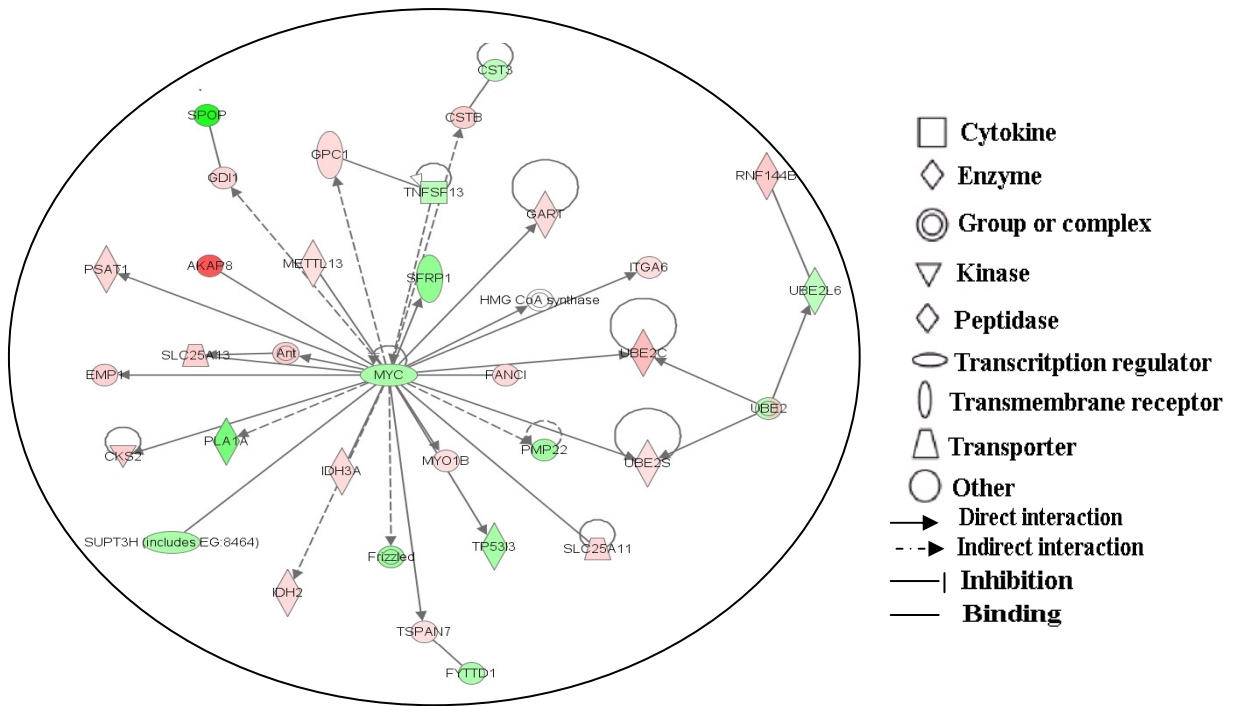 CST3
SPOP
CSTB
GPC1
GDI1
TNFSF13
RNF144B
GART
PSAT1
AKAP8
METTL13
SFRP1
ITGA6
HMG CoA synthase
UBE2L6
SLC25A13
Ant
UBE2C
EMP1
MYC
FANCI
UBE2
CKS2
PLA1A
IDH3A
MYO1B
PMP22
UBE2S
SUPT3H (includes EG:8464)
Frizzled
TP53I3
SLC25A11
IDH2
TSPAN7
FYTTD1
Cytokine
Enzyme
Group or complex
Kinase
Peptidase
Transcritption regulator
Transmembrane receptor
Transporter
Other
Direct interaction
Indirect interaction
Inhibition
Binding